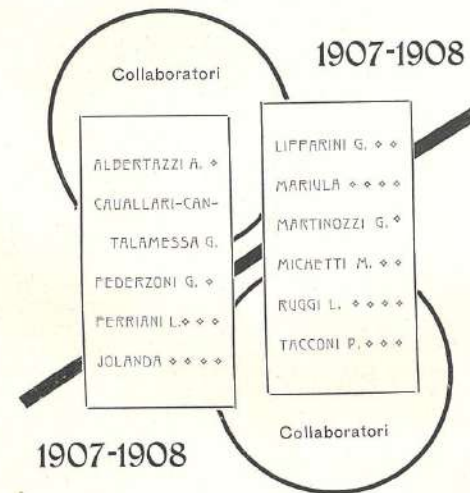 1907-1908
Collaboratori
ALBERTAZZI A.
CAVALLARI-CAN-
TALAMESSA G.
FEDERZONI G.
FERRIANI L.
JOLANDA
LIPPARINI G.
MARIULA
MARTINOZZI G.
MICHETTI M.
RUGGI L.
TACCONI P.
Collaboratori
1907-1908